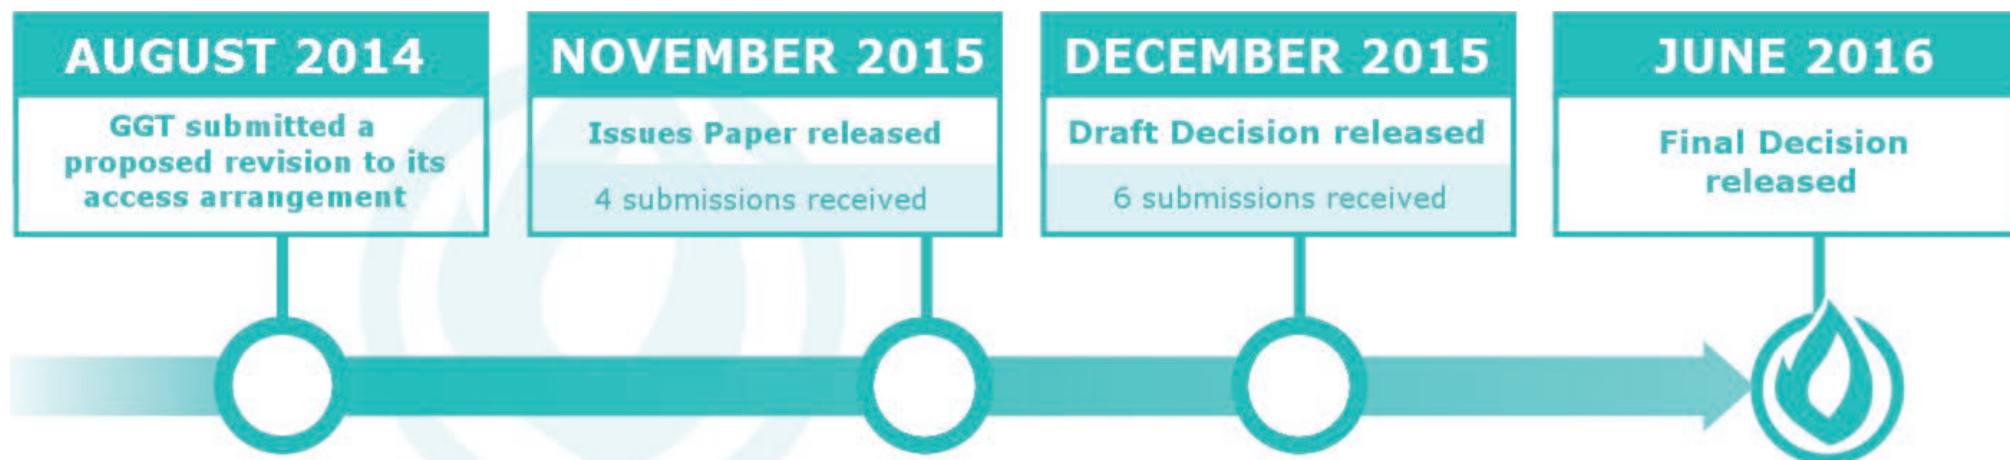 AUGUST 2014
GGT submitted a
proposed revision to its
access arrangement
NOVEMBER 2015
Issues Paper released
4 submissions received
DECEMBER 2015
Draft Decision released
6 submissions received
JUNE 2016
Final Decision
released